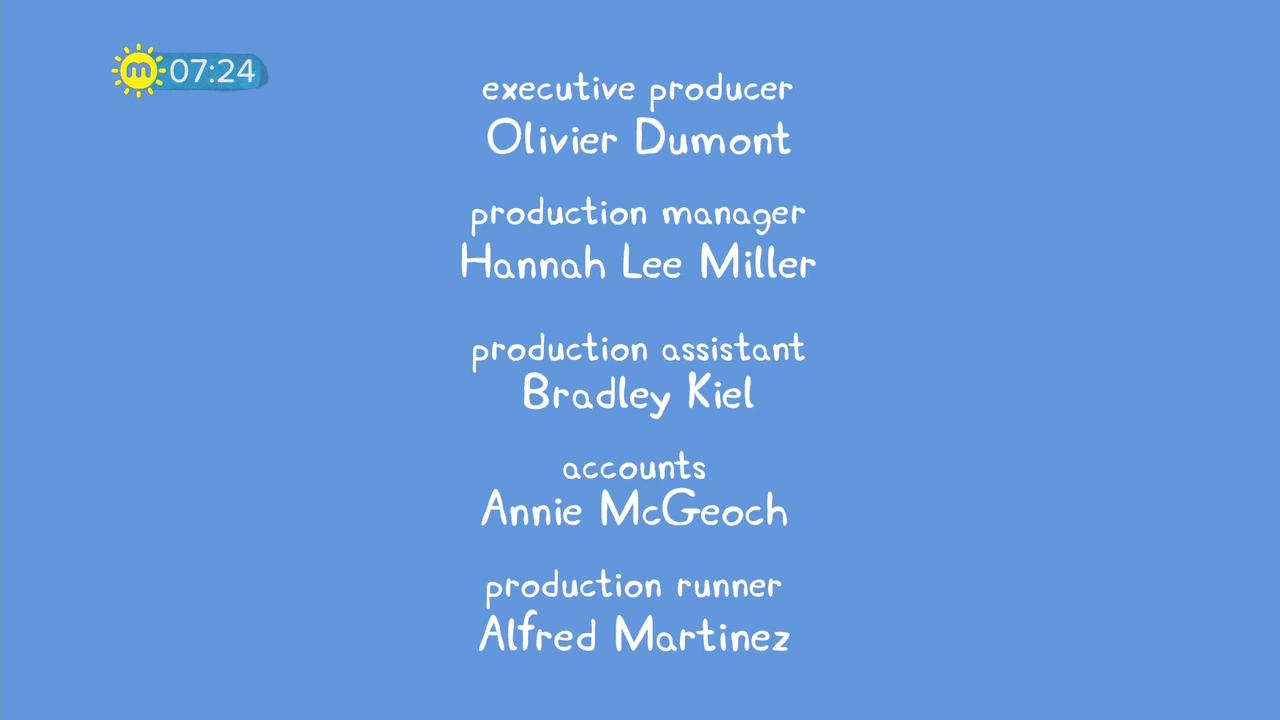 m 07:24
executive producer
Olivier Dumont
production manager
Hannah Lee Miller
production assistant
Bradley Kiel
accounts
Annie McGeoch
production runner
Alfred Martinez